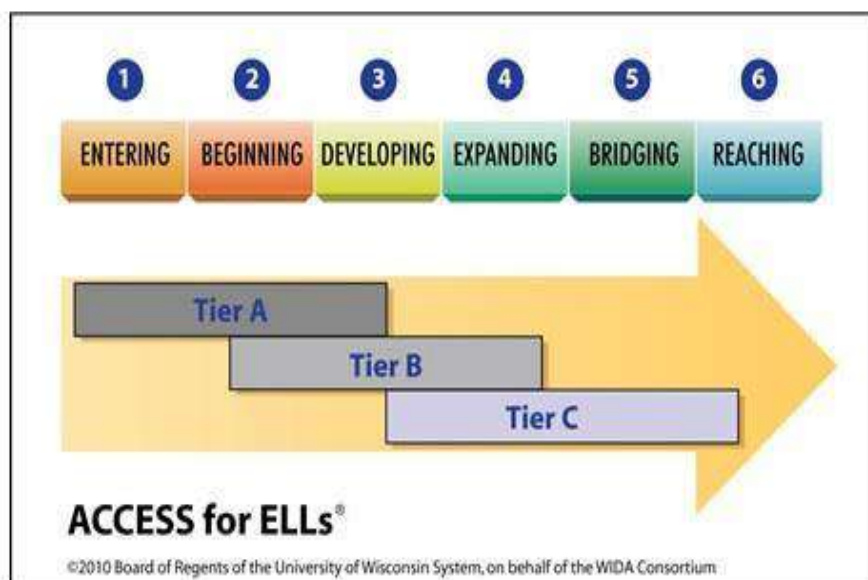 1 2 3 4 5 6
ENTERING BEGINNING DEVELOPING EXPANDING BRIDGING REACHING
Tier A
Tier B
Tier C
ACCESS for ELLs®
©2010 Board of Regents of the University of Wisconsin System, on behalf of the WIDA Consortium